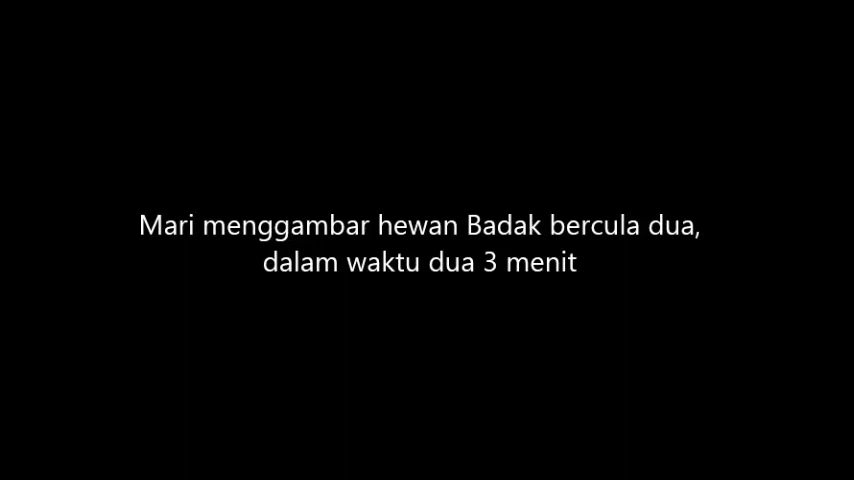 Mari menggambar hewan Badak bercula dua,
dalam waktu dua 3 menit